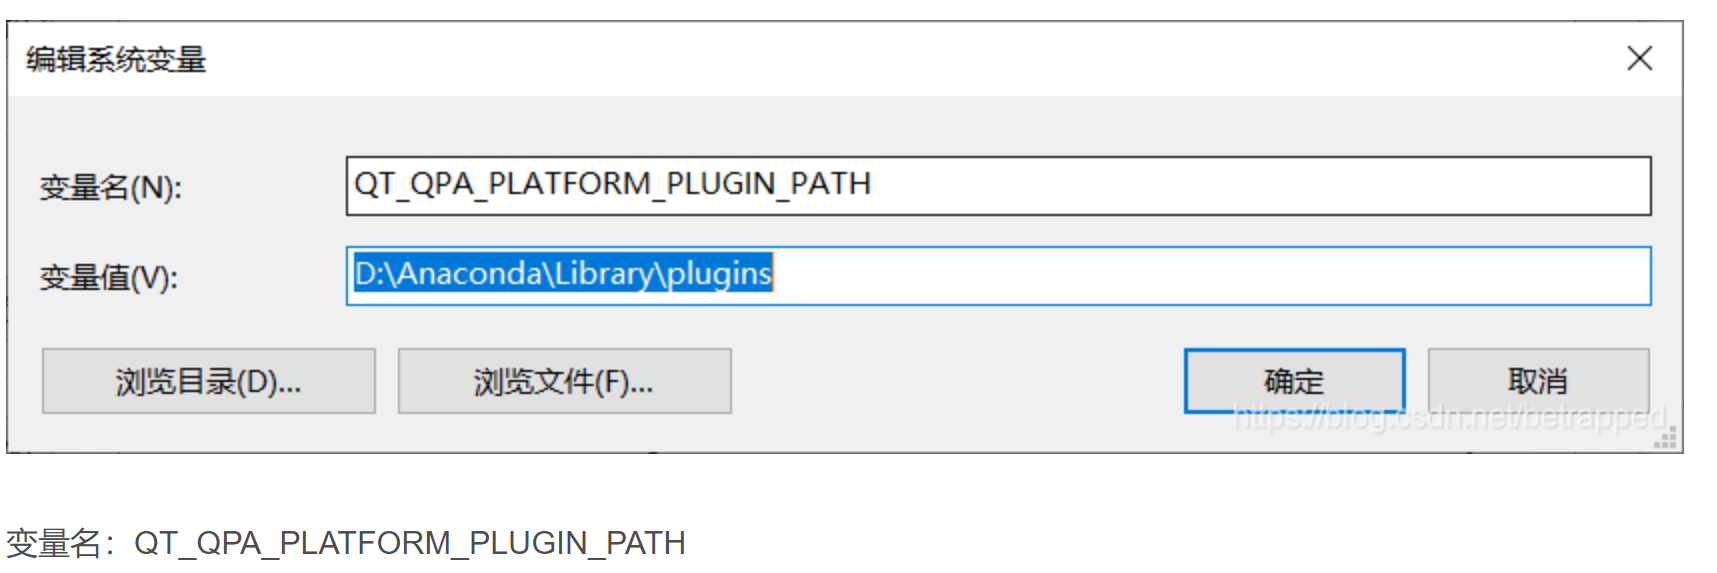 编辑系统变量
变量名(N):
QT_QPA_PLATFORM_PLUGIN_PATH
变量值(V):
D:\Anaconda\Library\plugins
浏览目录(D)...
浏览文件(F)...
确定
取消
https://blog.csdn.net/betrapped
变量名：QT_QPA_PLATFORM_PLUGIN_PATH